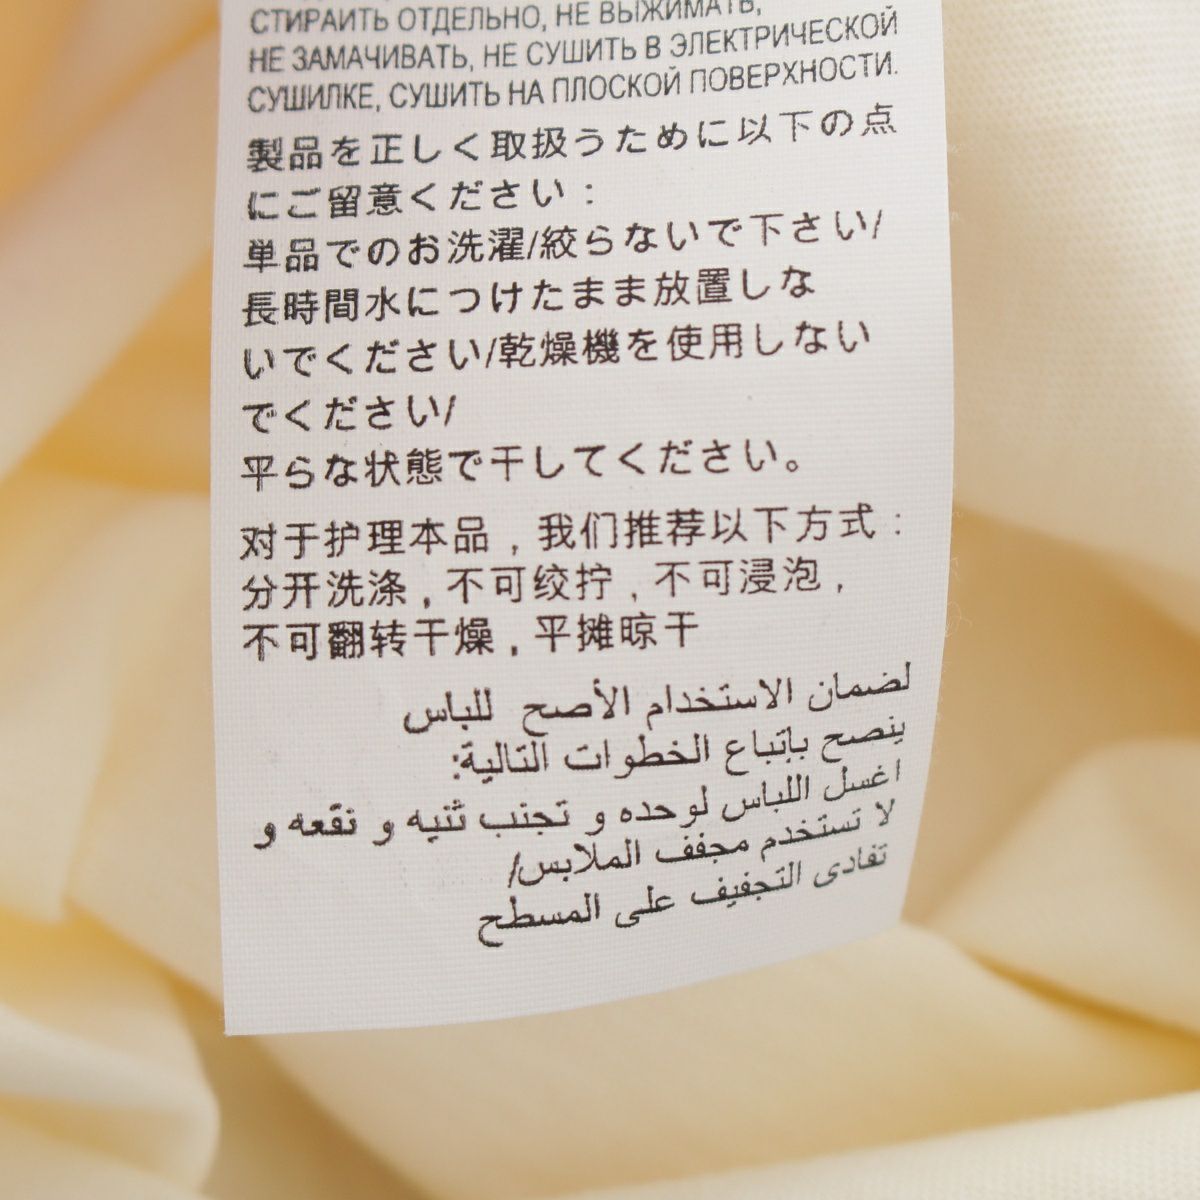 СТИРАИТЬ ОТДЕЛЬНО, НЕ ВЫЖИМАТЬ,
НЕ ЗАМАЧИВАТЬ, НЕ СУШИТЬ В ЭЛЕКТРИЧЕСКОЙ
СУШИЛКЕ, СУШИТЬ НА ПЛОСКОЙ ПОВЕРХНОСТИ.
製品を正しく取扱うために以下の点
にご留意ください:
単品でのお洗濯/絞らないで下さい/
長時間水につけたまま放置しな
いでください/乾燥機を使用しない
でください/
平らな状態で干してください。
对于护理本品,我们推荐以下方式:
分开洗涤,不可绞拧,不可浸泡,
不可翻转干燥,平摊晾干
لضمان الاستخدام الأصح للباس
ينصح بإتباع الخطوات التالية:
اغسل اللباس لوحده و تجنب ثنيه و نقعه و
لا تستخدم مجفف الملابس/
تفادى التجفيف على المسطح